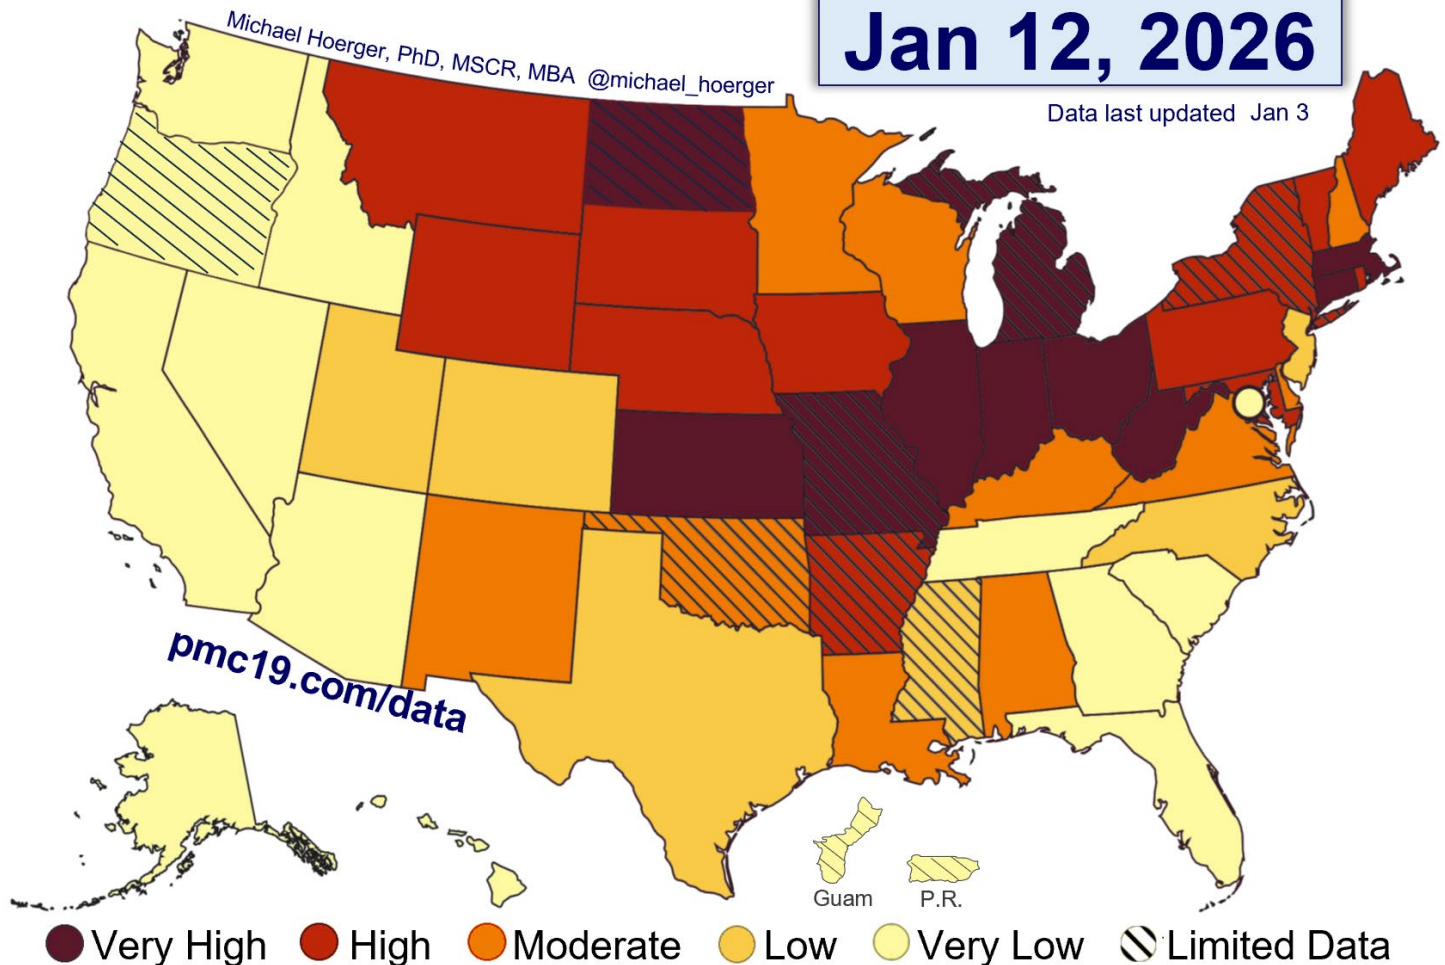 Jan 12, 2026
Michael Hoerger, PhD, MSCR, MBA @michael_hoerger
Data last updated Jan 3
pmc19.com/data
Guam
P.R.
Very High
High
Moderate
Low
Very Low
Limited Data